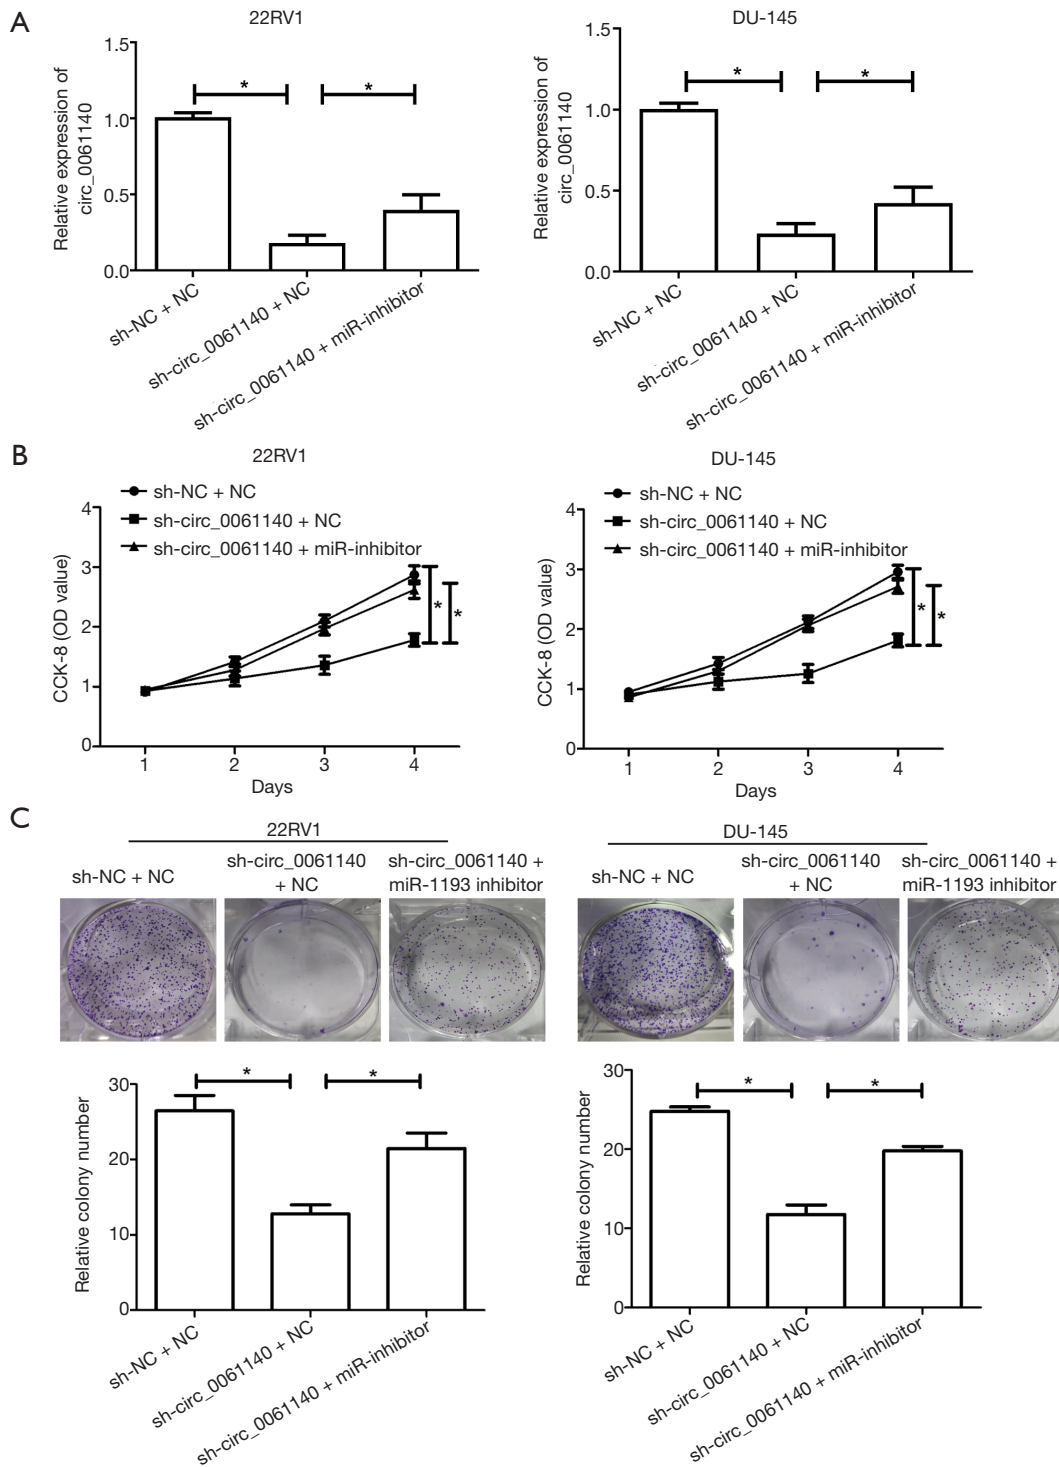 A
22RV1
Relative expression of
circ_0061140
1.5
1.0
0.5
0.0
*
*
sh-NC + NC
sh-circ_0061140 + NC
sh-circ_0061140 + miR-inhibitor
DU-145
Relative expression of
circ_0061140
1.5
1.0
0.5
0.0
*
*
sh-NC + NC
sh-circ_0061140 + NC
sh-circ_0061140 + miR-inhibitor
B
22RV1
sh-NC + NC
sh-circ_0061140 + NC
sh-circ_0061140 + miR-inhibitor
CCK-8 (OD value)
4
3
2
1
0
*
*
1 2 3 4
Days
DU-145
sh-NC + NC
sh-circ_0061140 + NC
sh-circ_0061140 + miR-inhibitor
CCK-8 (OD value)
4
3
2
1
0
*
*
1 2 3 4
Days
C
22RV1
sh-NC + NC
sh-circ_0061140
+ NC
sh-circ_0061140 +
miR-1193 inhibitor
DU-145
sh-NC + NC
sh-circ_0061140
+ NC
sh-circ_0061140 +
miR-1193 inhibitor
Relative colony number
30
20
10
0
*
*
sh-NC + NC
sh-circ_0061140 + NC
sh-circ_0061140 + miR-inhibitor
Relative colony number
30
20
10
0
*
*
sh-NC + NC
sh-circ_0061140 + NC
sh-circ_0061140 + miR-inhibitor